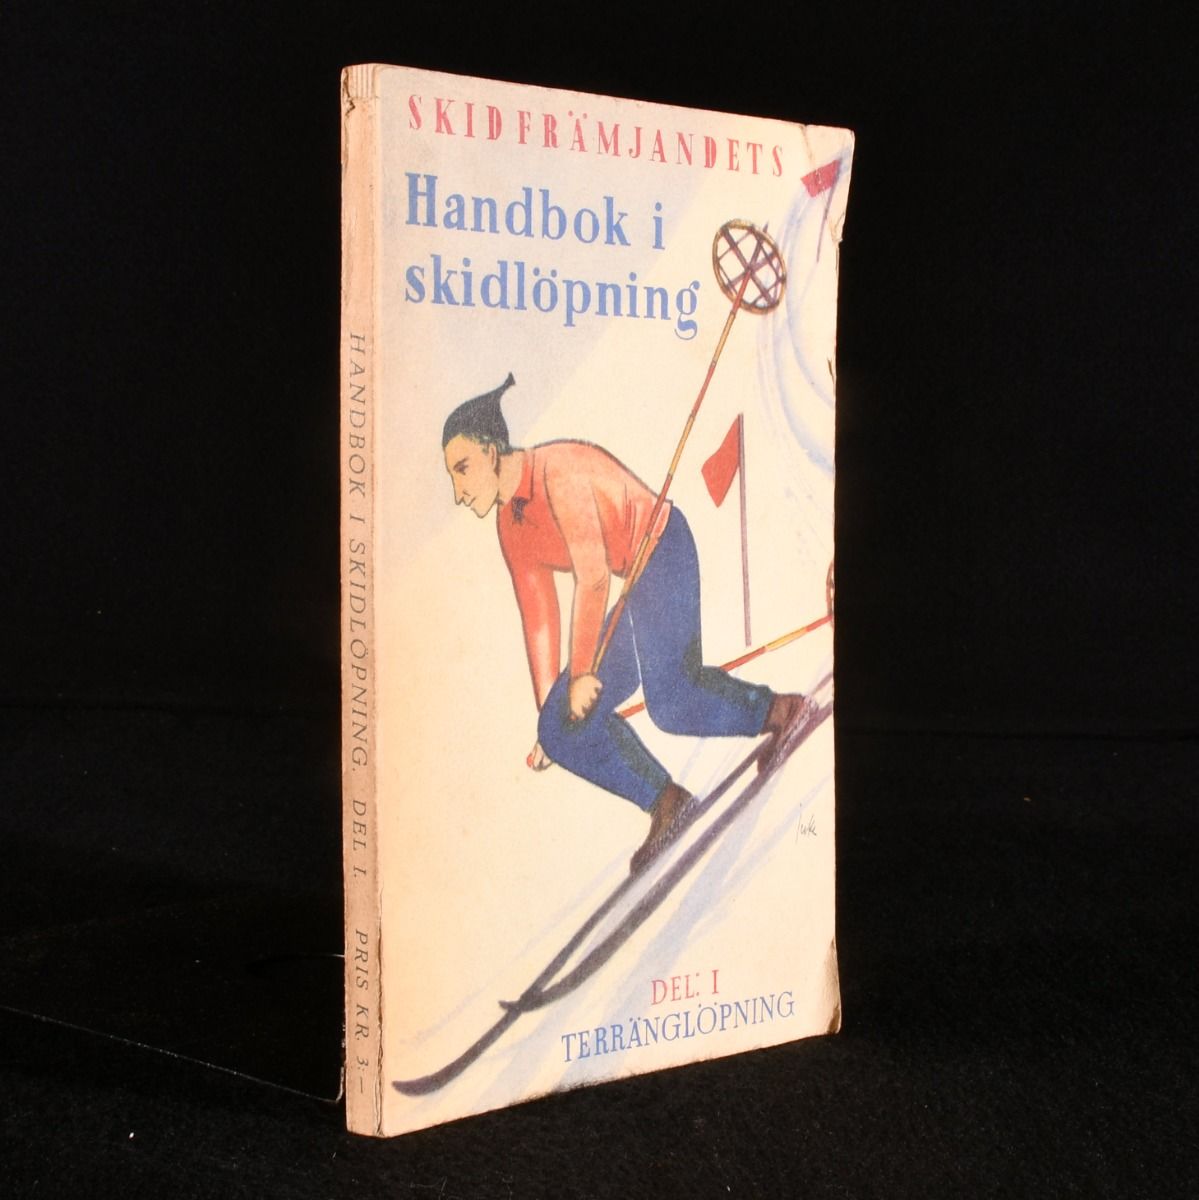 SKIDFRÄMJANDETS
Handbok i
skidlöpning
DEL: I
TERRÄNGLÖPNING
HANDBOK I SKIDLÖPNING. DEL I. PRIS KR. 3:—